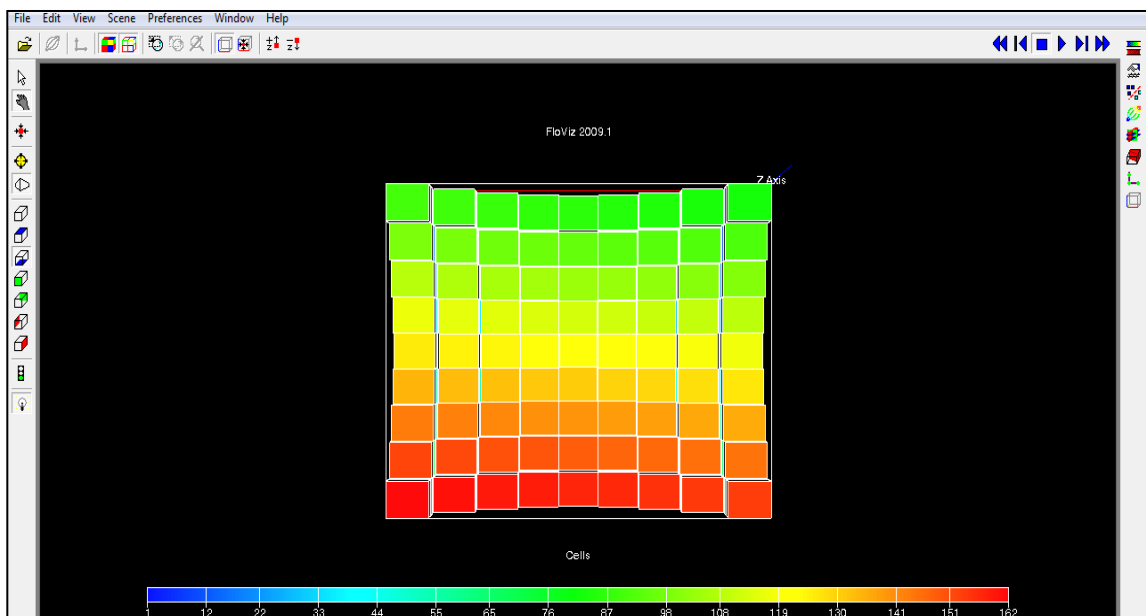 File Edit View Scene Preferences Window Help
FloViz 2009.1
Z Axis
Cells
1 12 22 33 44 55 65 76 87 98 108 119 130 141 151 162